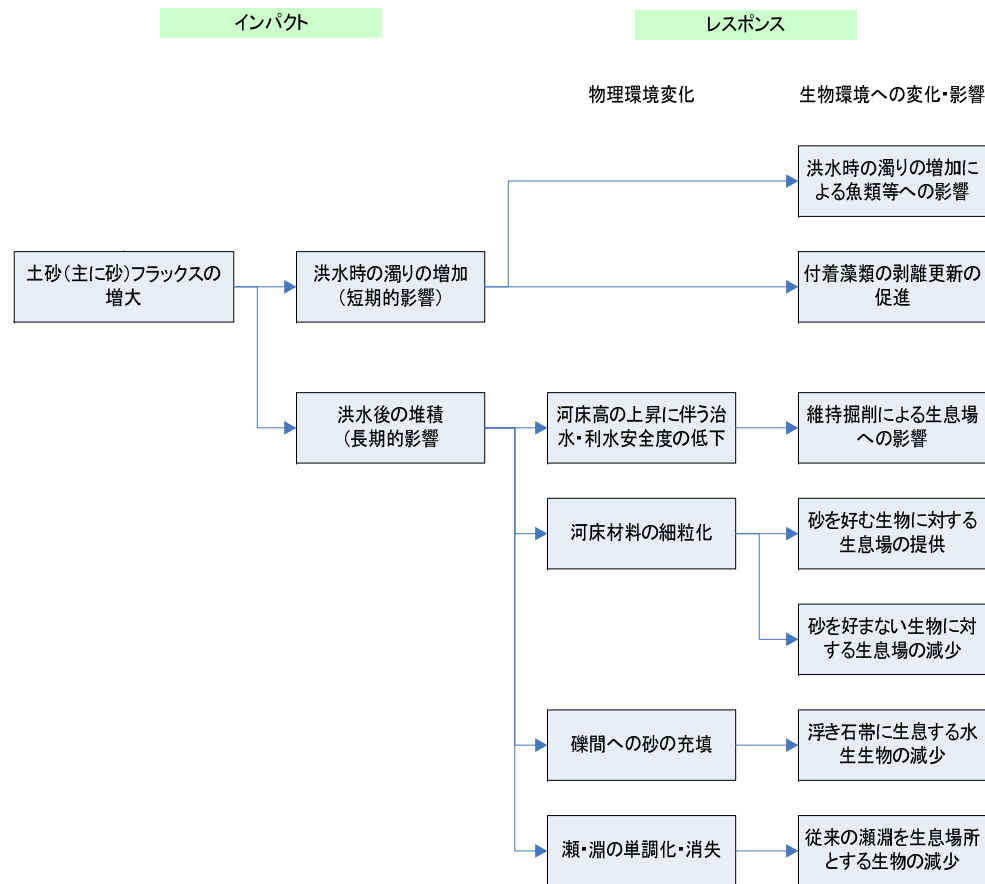 インパクト
レスポンス
物理環境変化
生物環境への変化・影響
洪水時の濁りの増加に
よる魚類等への影響
土砂(主に砂)フラックスの
増大
洪水時の濁りの増加
(短期的影響)
付着藻類の剥離更新の
促進
洪水後の堆積
(長期的影響
河床高の上昇に伴う治
水・利水安全度の低下
維持掘削による生息場
への影響
河床材料の細粒化
砂を好む生物に対する
生息場の提供
砂を好まない生物に対
する生息場の減少
礫間への砂の充填
浮き石帯に生息する水
生生物の減少
瀬・淵の単調化・消失
従来の瀬淵を生息場所
とする生物の減少